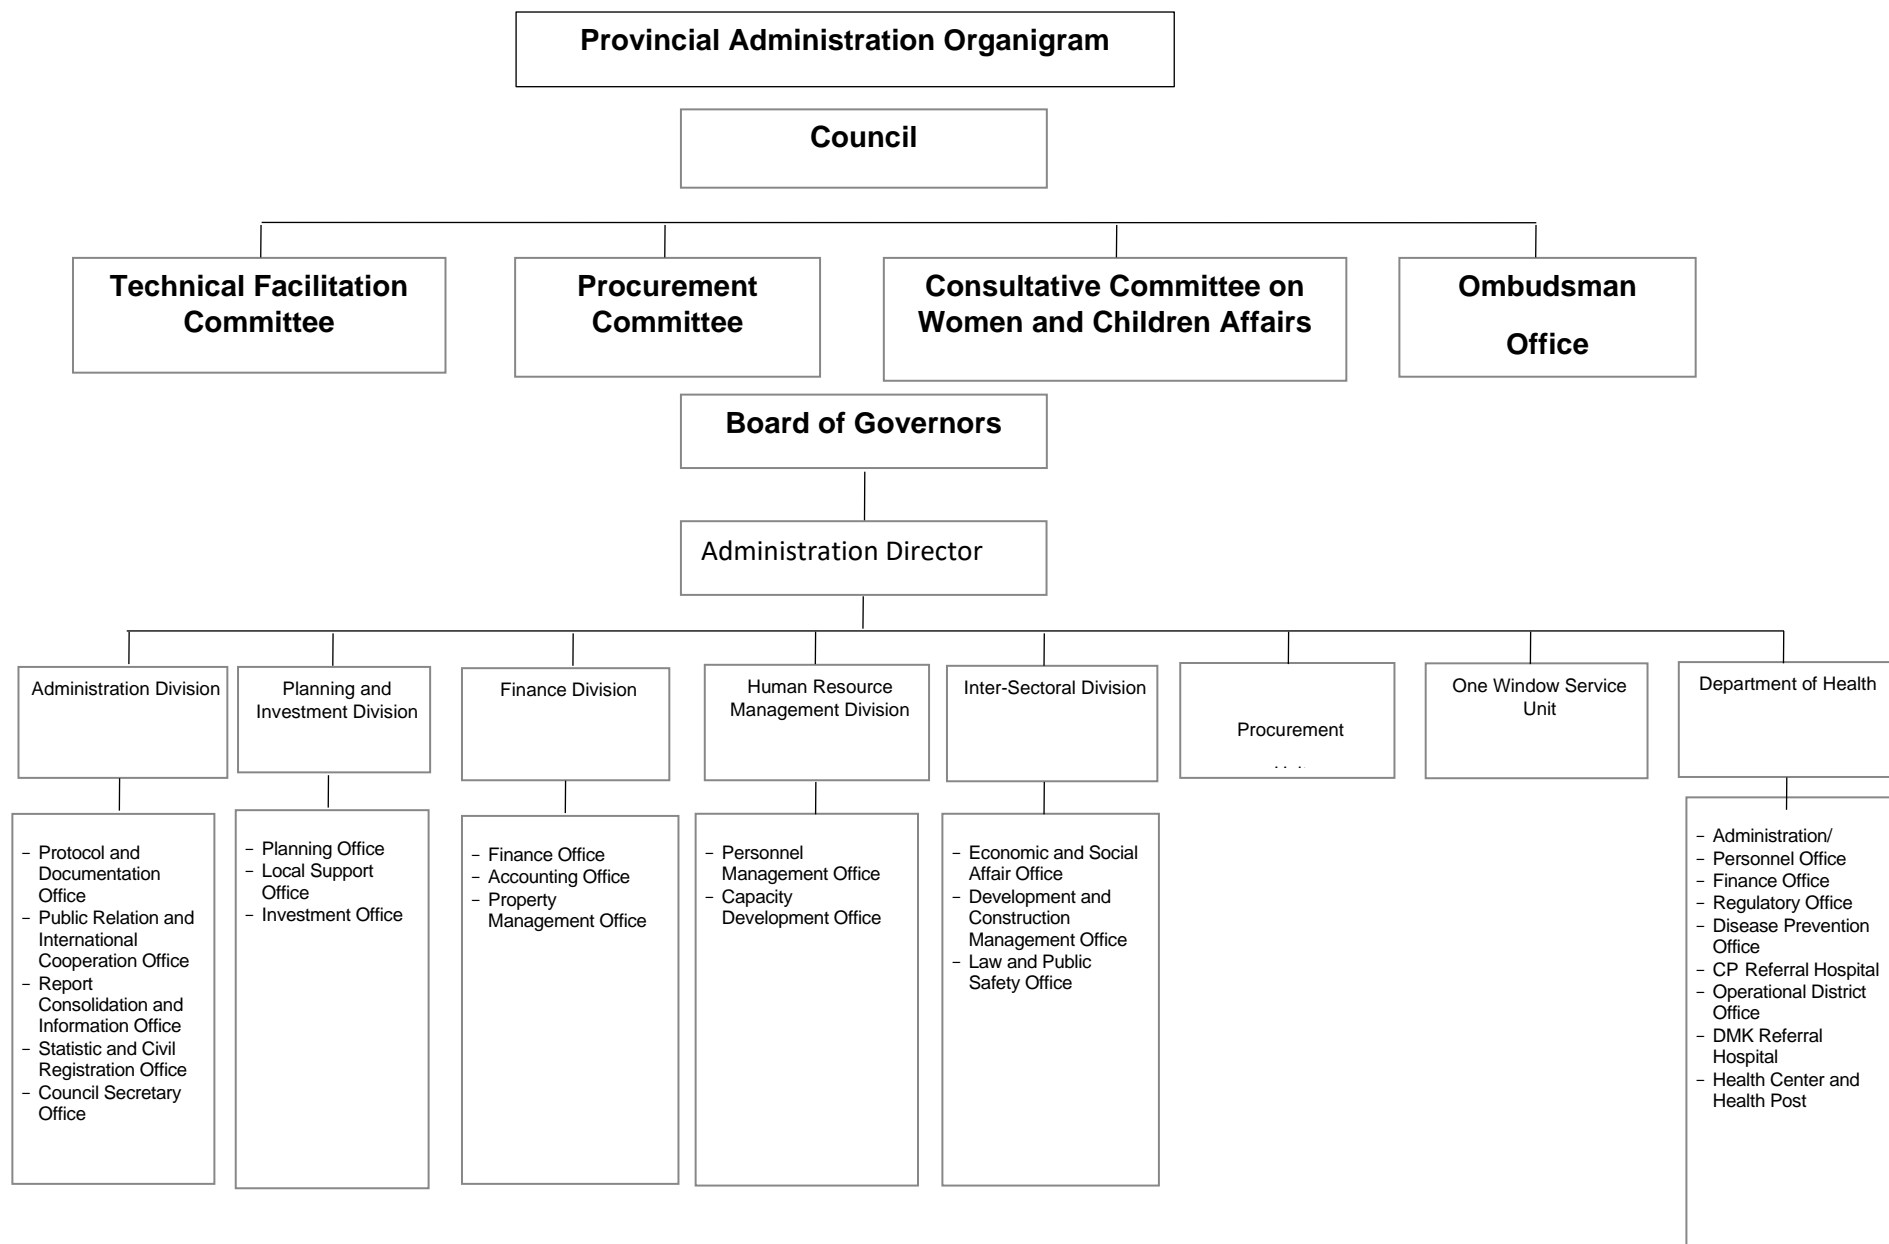 Provincial Administration Organigram
Council
Technical Facilitation
Committee
Procurement
Committee
Consultative Committee on
Women and Children Affairs
Ombudsman
Office
Board of Governors
Administration Director
Administration Division
Planning and
Investment Division
Finance Division
Human Resource
Management Division
Inter-Sectoral Division
Procurement
One Window Service
Unit
Department of Health
– Protocol and
Documentation
Office
– Public Relation and
International
Cooperation Office
– Report
Consolidation and
Information Office
– Statistic and Civil
Registration Office
– Council Secretary
Office
– Planning Office
– Local Support
Office
– Investment Office
– Finance Office
– Accounting Office
– Property
Management Office
– Personnel
Management Office
– Capacity
Development Office
– Economic and Social
Affair Office
– Development and
Construction
Management Office
– Law and Public
Safety Office
– Administration/
– Personnel Office
– Finance Office
– Regulatory Office
– Disease Prevention
Office
– CP Referral Hospital
– Operational District
Office
– DMK Referral
Hospital
– Health Center and
Health Post